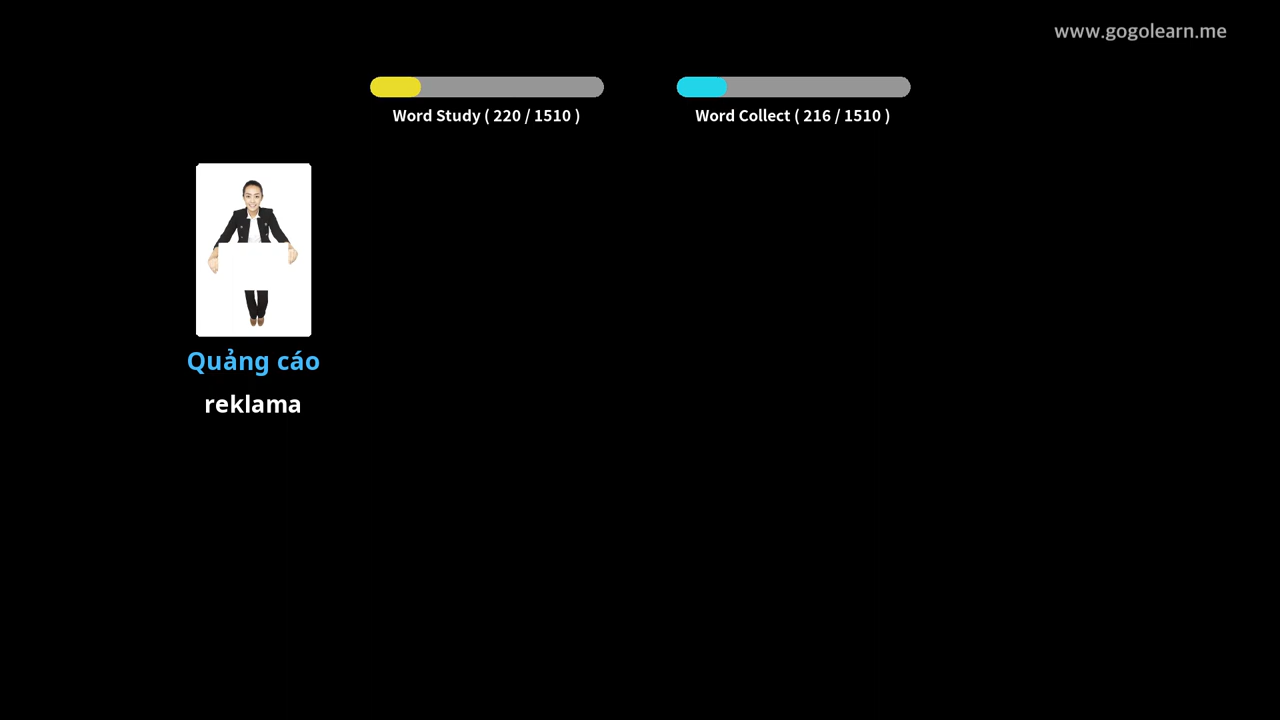 www.gogolearn.me
Word Study ( 220 / 1510 )
Word Collect ( 216 / 1510 )
Quảng cáo
reklama